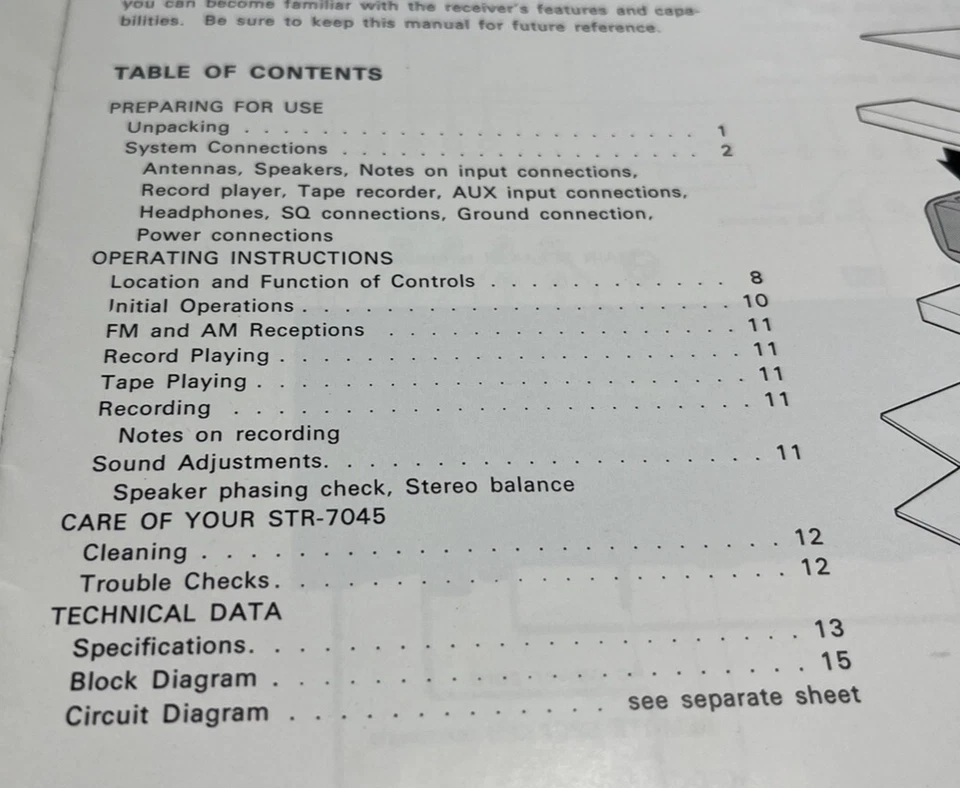 you can become familiar with the receiver's features and capa-
bilities. Be sure to keep this manual for future reference.
TABLE OF CONTENTS
PREPARING FOR USE
Unpacking . . . . . . . . . . . . . . . . . . . . . . . . 1
System Connections . . . . . . . . . . . . . . . . . . 2
Antennas, Speakers, Notes on input connections,
Record player, Tape recorder, AUX input connections,
Headphones, SQ connections, Ground connection,
Power connections
OPERATING INSTRUCTIONS
Location and Function of Controls . . . . . . . . . . . 8
Initial Operations . . . . . . . . . . . . . . . . . . . . 10
FM and AM Receptions . . . . . . . . . . . . . . . . 11
Record Playing . . . . . . . . . . . . . . . . . . . . . 11
Tape Playing . . . . . . . . . . . . . . . . . . . . . . 11
Recording . . . . . . . . . . . . . . . . . . . . . . . 11
Notes on recording
Sound Adjustments. . . . . . . . . . . . . . . . . . . 11
Speaker phasing check, Stereo balance
CARE OF YOUR STR-7045
Cleaning . . . . . . . . . . . . . . . . . . . . . . . 12
Trouble Checks. . . . . . . . . . . . . . . . . . . . 12
TECHNICAL DATA
Specifications. . . . . . . . . . . . . . . . . . . . . 13
Block Diagram . . . . . . . . . . . . . . . . . . . . 15
Circuit Diagram . . . . . . . . . . . . see separate sheet